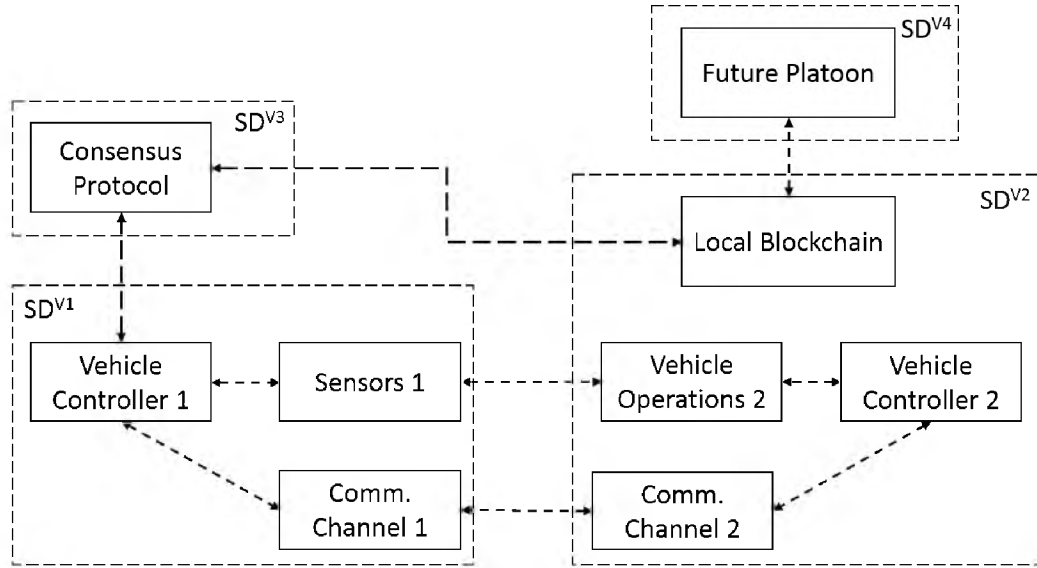 SD^V4
Future Platoon
SD^V3
Consensus
Protocol
SD^V2
Local Blockchain
SD^V1
Vehicle
Controller 1
Sensors 1
Vehicle
Operations 2
Vehicle
Controller 2
Comm.
Channel 1
Comm.
Channel 2